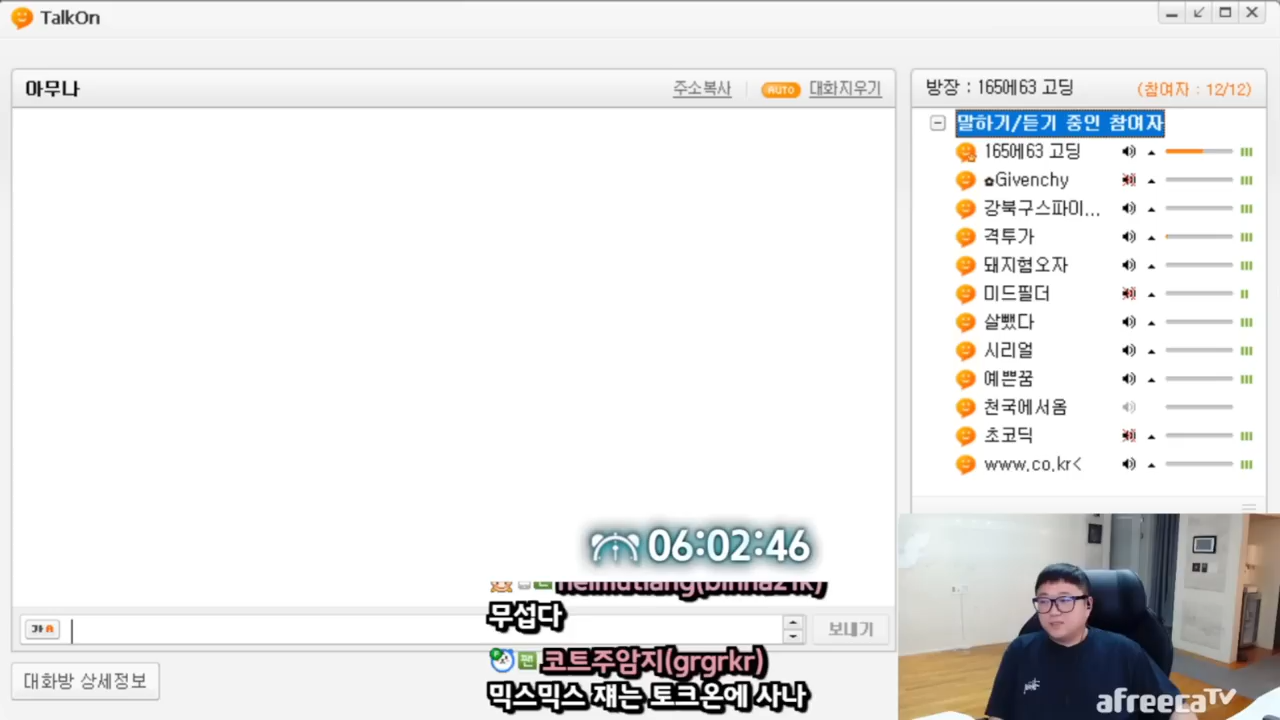 TalkOn
아무나
주소복사
AUTO 대화지우기
방장 : 165에63 고딩 (참여자 : 12/12)
말하기/듣기 중인 참여자
165에63 고딩
✿Givenchy
강북구스파이...
격투가
돼지혐오자
미드필더
살뺐다
시리얼
예쁜꿈
천국에서옴
초코딕
www.co.kr<
06:02:46
무섭다
가A
보내기
팬 코트주암지(grgrkr)
믹스믹스 쟤는 토크온에 사나
대화방 상세정보
afreecaTV